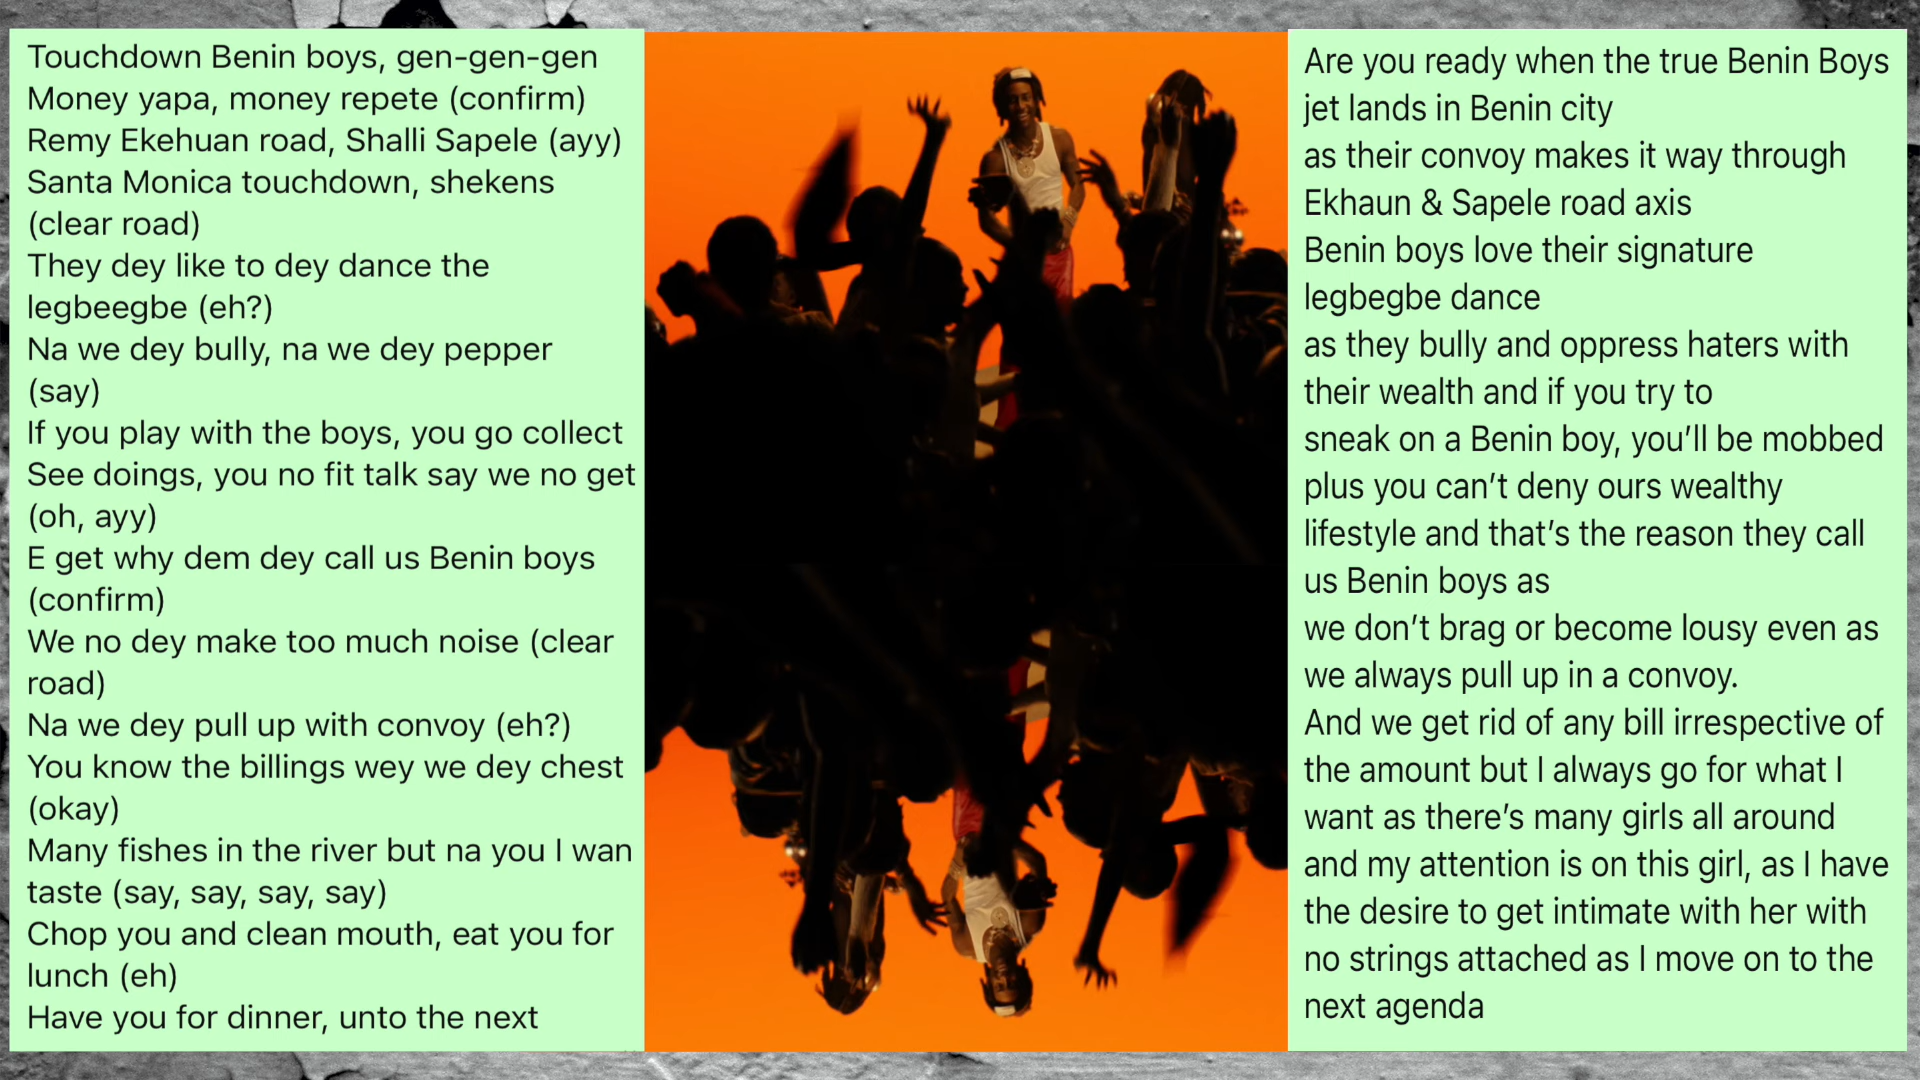 Touchdown Benin boys, gen-gen-gen
Money yapa, money repete (confirm)
Remy Ekehuan road, Shalli Sapele (ayy)
Santa Monica touchdown, shekens
(clear road)
They dey like to dey dance the
legbeegbe (eh?)
Na we dey bully, na we dey pepper
(say)
If you play with the boys, you go collect
See doings, you no fit talk say we no get
(oh, ayy)
E get why dem dey call us Benin boys
(confirm)
We no dey make too much noise (clear
road)
Na we dey pull up with convoy (eh?)
You know the billings wey we dey chest
(okay)
Many fishes in the river but na you I wan
taste (say, say, say, say)
Chop you and clean mouth, eat you for
lunch (eh)
Have you for dinner, unto the next
Are you ready when the true Benin Boys
jet lands in Benin city
as their convoy makes it way through
Ekhaun & Sapele road axis
Benin boys love their signature
legbegbe dance
as they bully and oppress haters with
their wealth and if you try to
sneak on a Benin boy, you’ll be mobbed
plus you can’t deny ours wealthy
lifestyle and that’s the reason they call
us Benin boys as
we don’t brag or become lousy even as
we always pull up in a convoy.
And we get rid of any bill irrespective of
the amount but I always go for what I
want as there’s many girls all around
and my attention is on this girl, as I have
the desire to get intimate with her with
no strings attached as I move on to the
next agenda